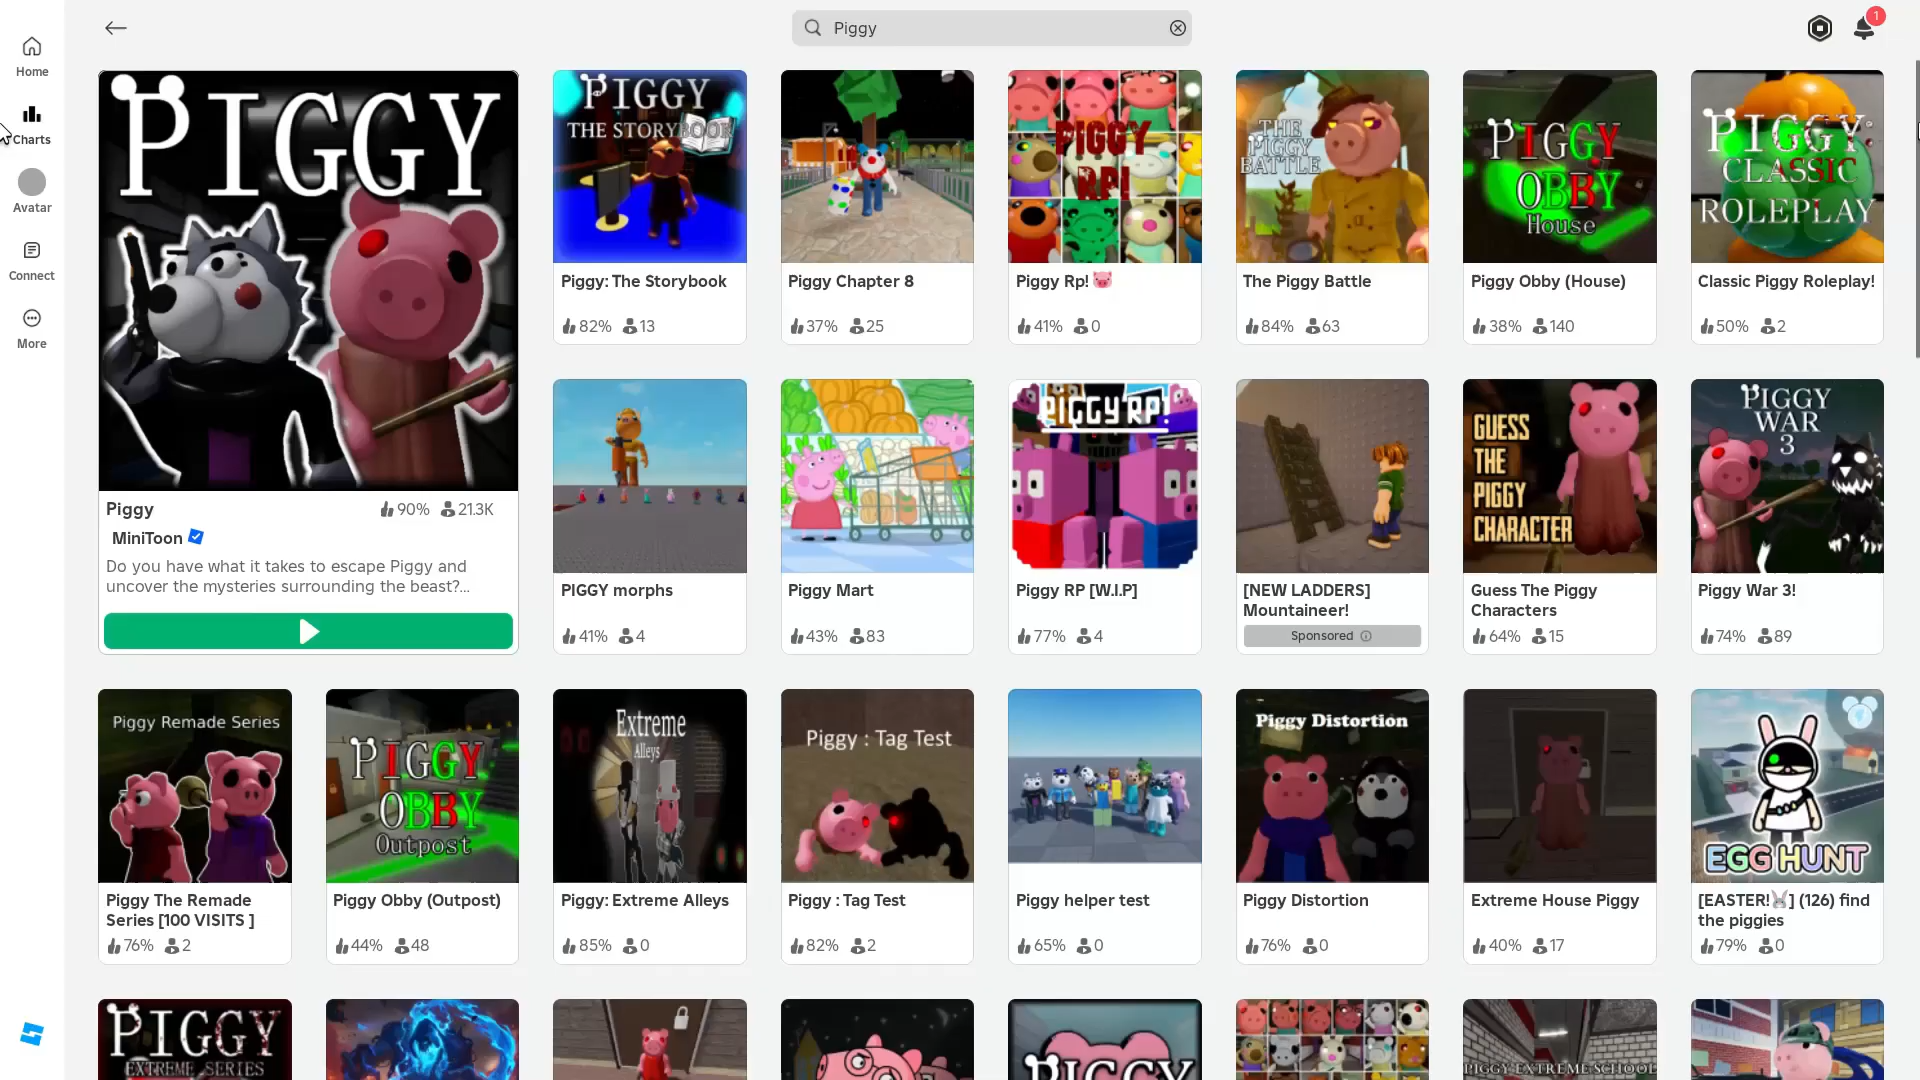 Piggy
1
Home
Charts
Avatar
Connect
More
PIGGY
Piggy
90% 21.3K
MiniToon
Do you have what it takes to escape Piggy and
uncover the mysteries surrounding the beast?...
PIGGY
THE STORYBOOK
Piggy: The Storybook
82% 13
Piggy Chapter 8
37% 25
PIGGY
RP!
Piggy Rp!
41% 0
THE
PIGGY
BATTLE
The Piggy Battle
84% 63
PIGGY
OBBY
House
Piggy Obby (House)
38% 140
PIGGY:
CLASSIC
ROLEPLAY
Classic Piggy Roleplay!
50% 2
PIGGY morphs
41% 4
Piggy Mart
43% 83
PIGGY RP!
Piggy RP [W.I.P]
77% 4
[NEW LADDERS]
Mountaineer!
Sponsored
GUESS
THE
PIGGY
CHARACTER
Guess The Piggy
Characters
64% 15
PIGGY
WAR
3
Piggy War 3!
74% 89
Piggy Remade Series
Piggy The Remade
Series [100 VISITS ]
76% 2
PIGGY
OBBY
Outpost
Piggy Obby (Outpost)
44% 48
Extreme
Alleys
Piggy: Extreme Alleys
85% 0
Piggy : Tag Test
Piggy : Tag Test
82% 2
Piggy helper test
65% 0
Piggy Distortion
Piggy Distortion
76% 0
Extreme House Piggy
40% 17
EGG HUNT
[EASTER!🐰] (126) find
the piggies
79% 0
PIGGY
EXTREME SERIES
PIGGY
PIGGY EXTREME SCHOOL